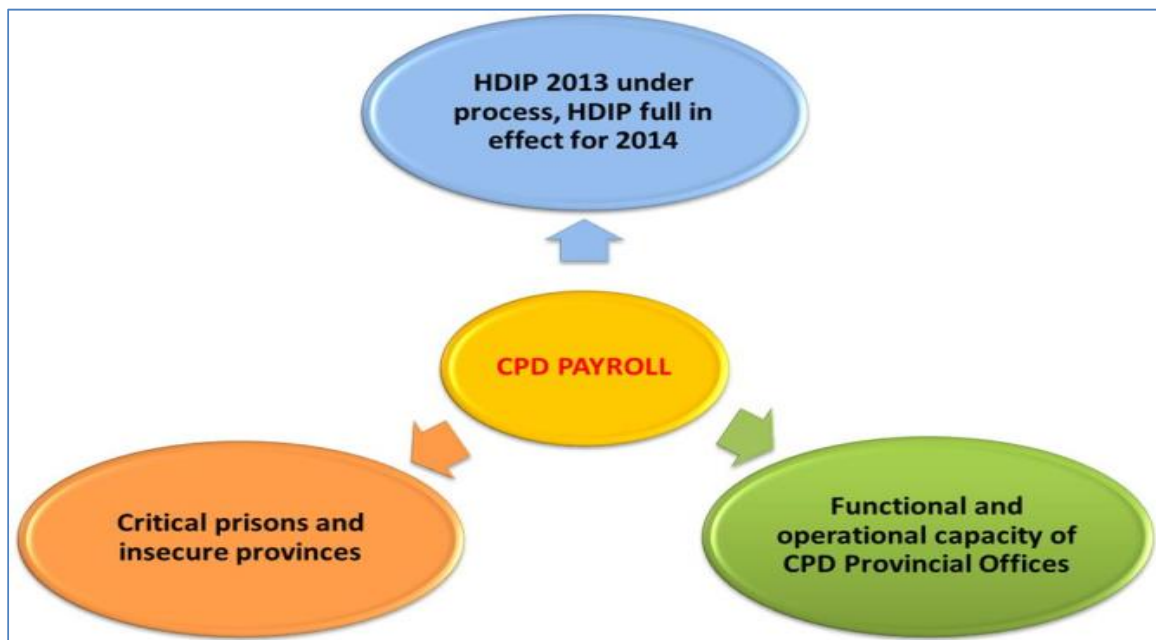 HDIP 2013 under
process, HDIP full in
effect for 2014
CPD PAYROLL
Critical prisons and
insecure provinces
Functional and
operational capacity of
CPD Provincial Offices